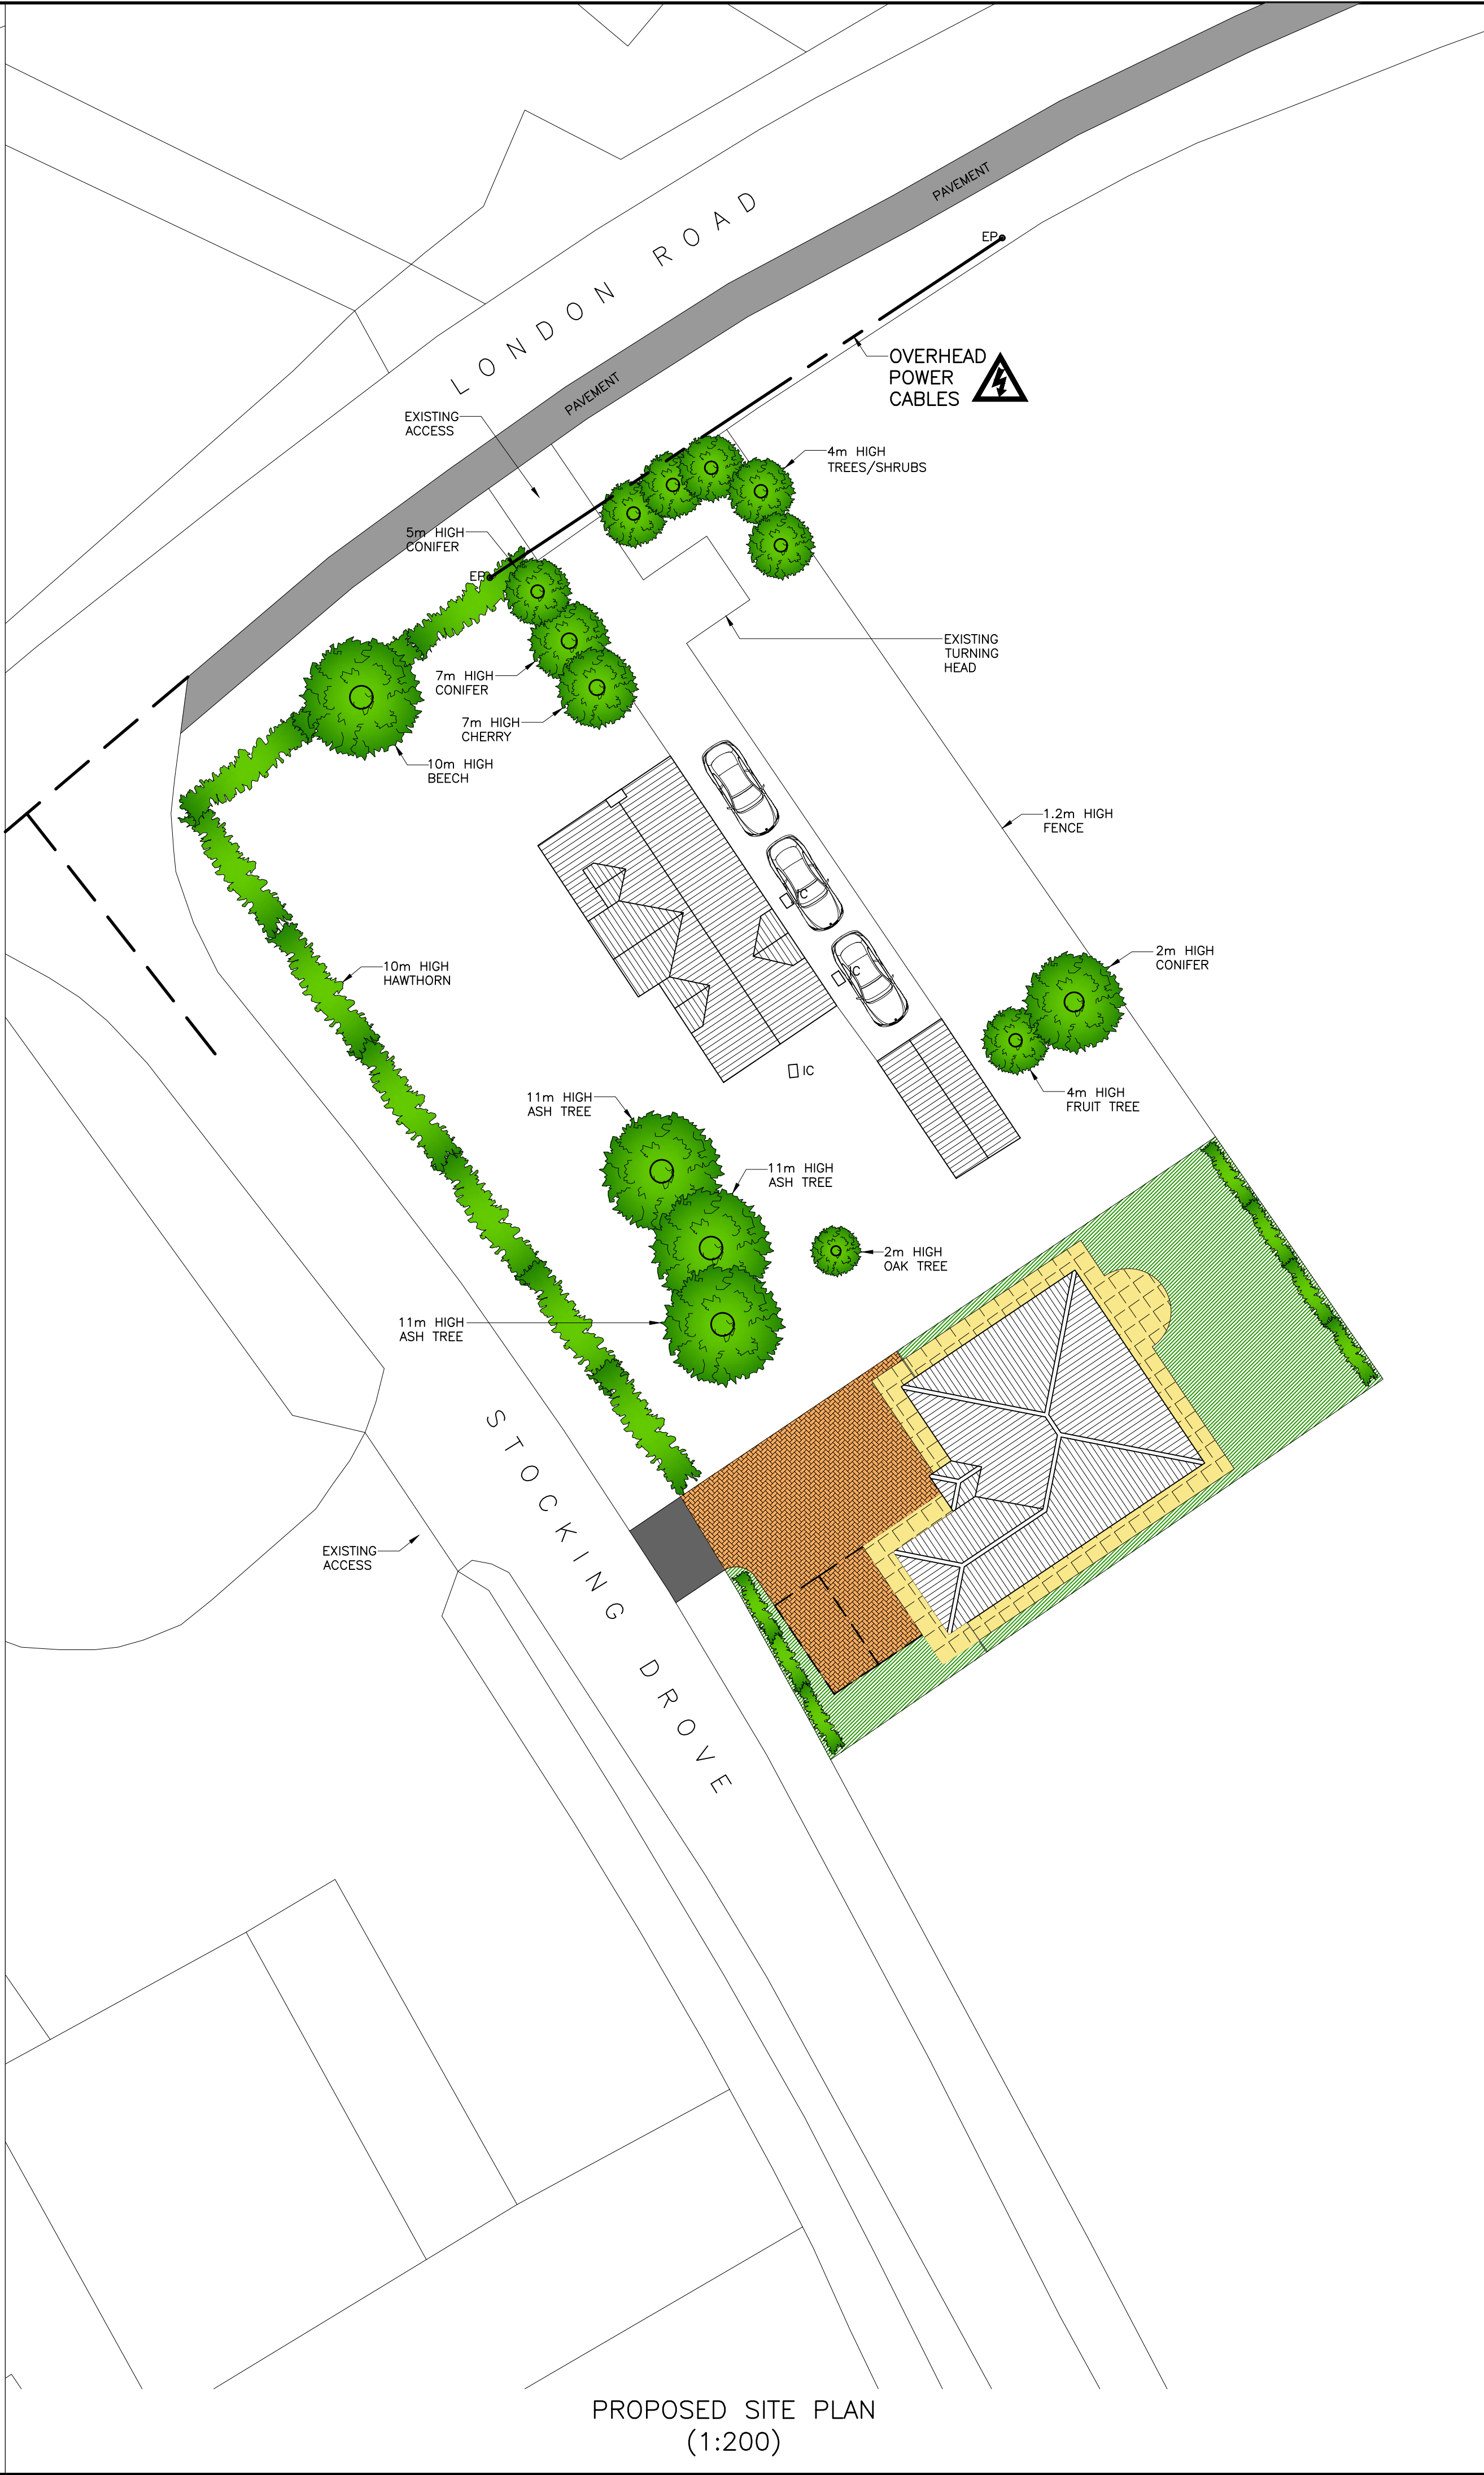 PAVEMENT
EP
LONDON ROAD
OVERHEAD
POWER
CABLES
PAVEMENT
EXISTING
ACCESS
4m HIGH
TREES/SHRUBS
5m HIGH
CONIFER
EP
EXISTING
TURNING
HEAD
7m HIGH
CONIFER
7m HIGH
CHERRY
10m HIGH
BEECH
1.2m HIGH
FENCE
IC
10m HIGH
HAWTHORN
2m HIGH
CONIFER
IC
IC
4m HIGH
FRUIT TREE
11m HIGH
ASH TREE
11m HIGH
ASH TREE
2m HIGH
OAK TREE
11m HIGH
ASH TREE
STOCKING DROVE
EXISTING
ACCESS
PROPOSED SITE PLAN
(1:200)